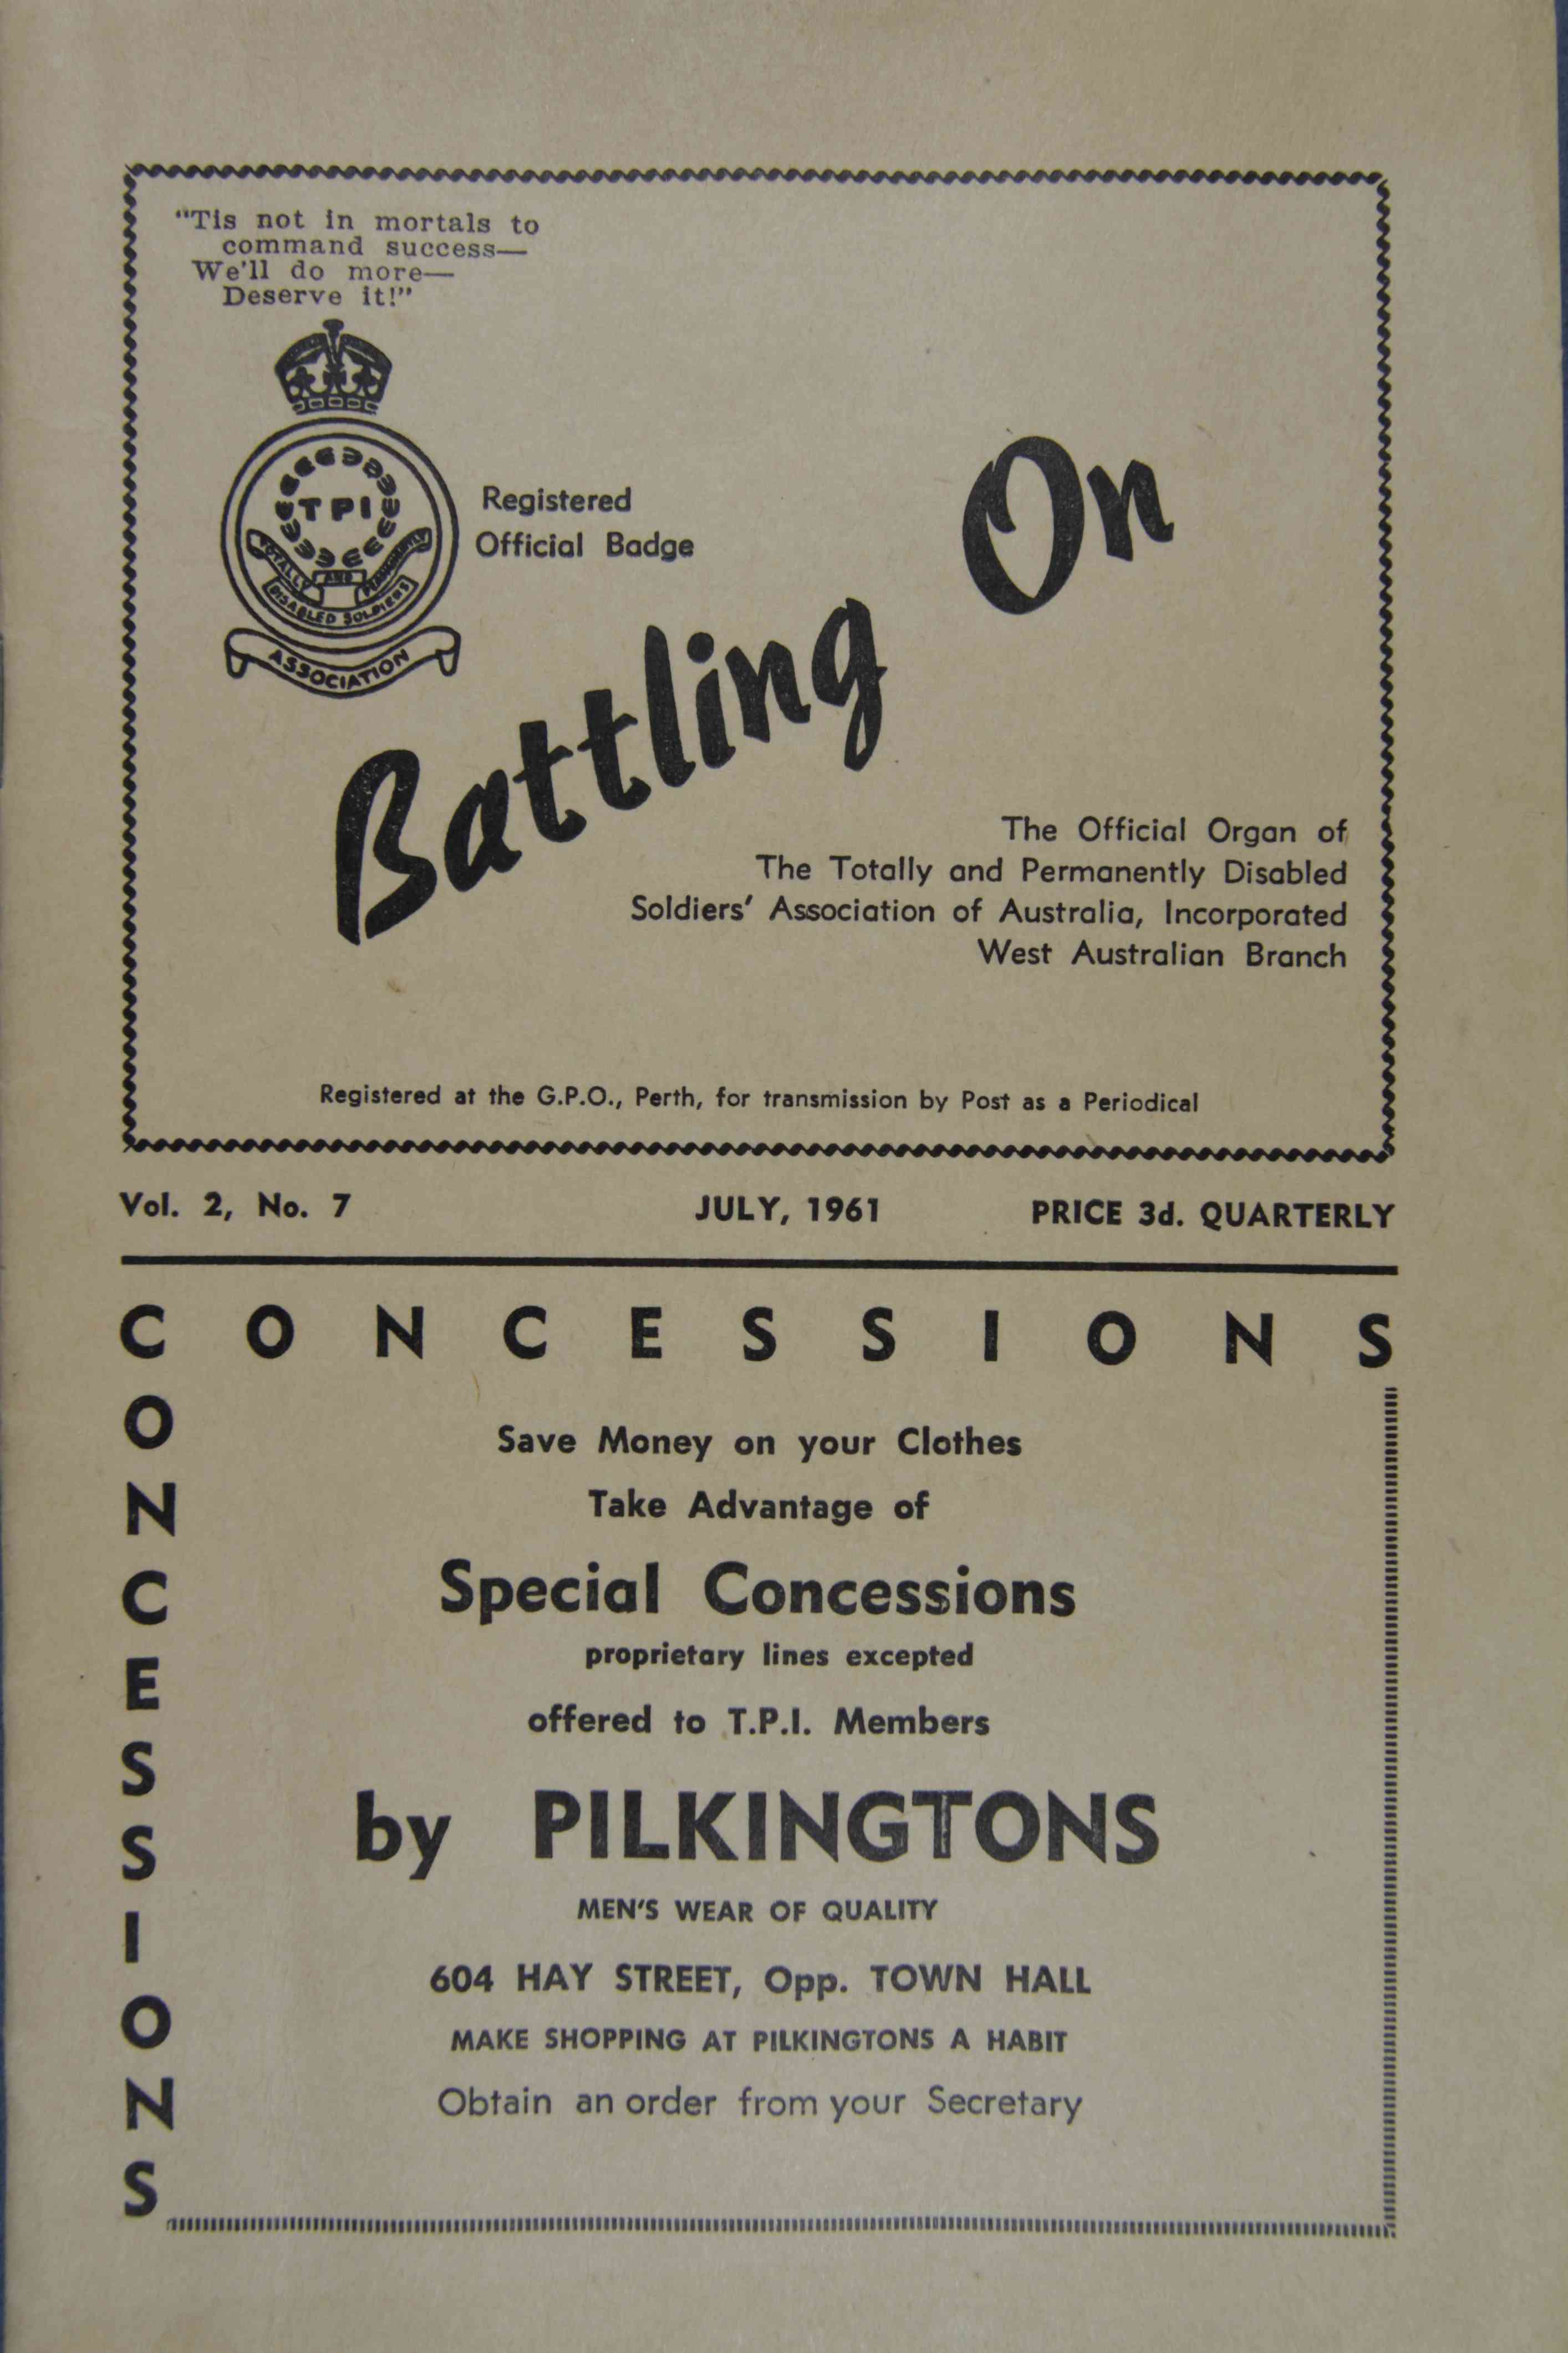 "Tis not in mortals to
command success—
We'll do more—
Deserve it!"
TPI
TOTALLY AND PERMANENTLY
DISABLED SOLDIERS
ASSOCIATION
Registered
Official Badge
Battling On
The Official Organ of
The Totally and Permanently Disabled
Soldiers' Association of Australia, Incorporated
West Australian Branch
Registered at the G.P.O., Perth, for transmission by Post as a Periodical
Vol. 2, No. 7 JULY, 1961 PRICE 3d. QUARTERLY
CONCESSIONS
CONCESSIONS
Save Money on your Clothes
Take Advantage of
Special Concessions
proprietary lines excepted
offered to T.P.I. Members
by PILKINGTONS
MEN'S WEAR OF QUALITY
604 HAY STREET, Opp. TOWN HALL
MAKE SHOPPING AT PILKINGTONS A HABIT
Obtain an order from your Secretary